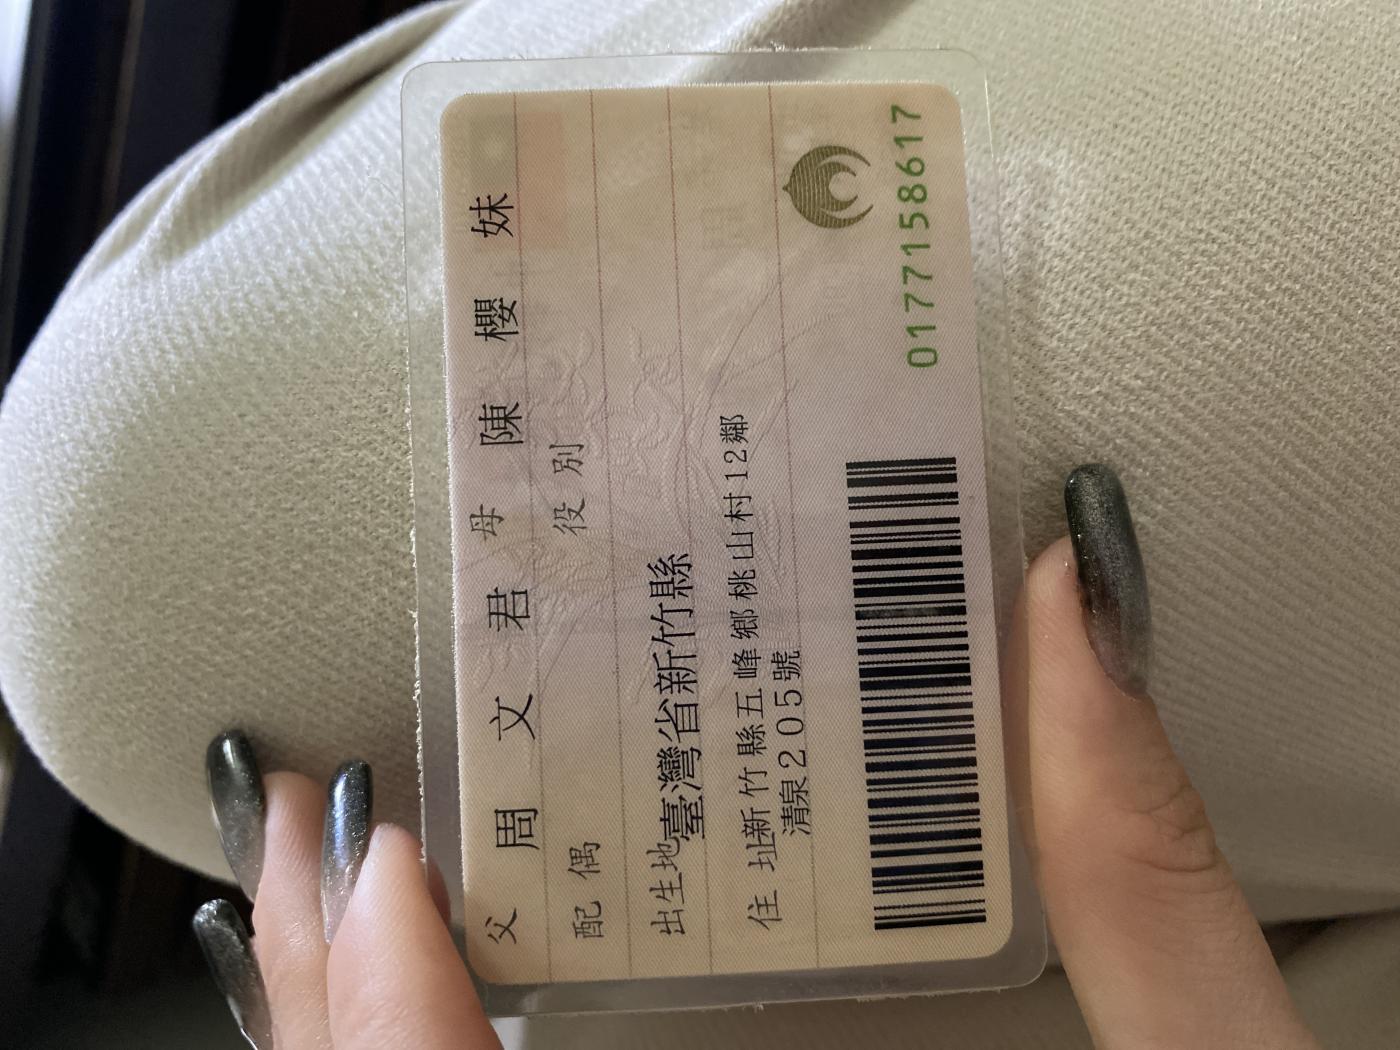 父 周文君 母 陳櫻妹
配偶 役別
出生地 臺灣省新竹縣
住址 新竹縣五峰鄉桃山村12鄰
清泉205號
0177158617